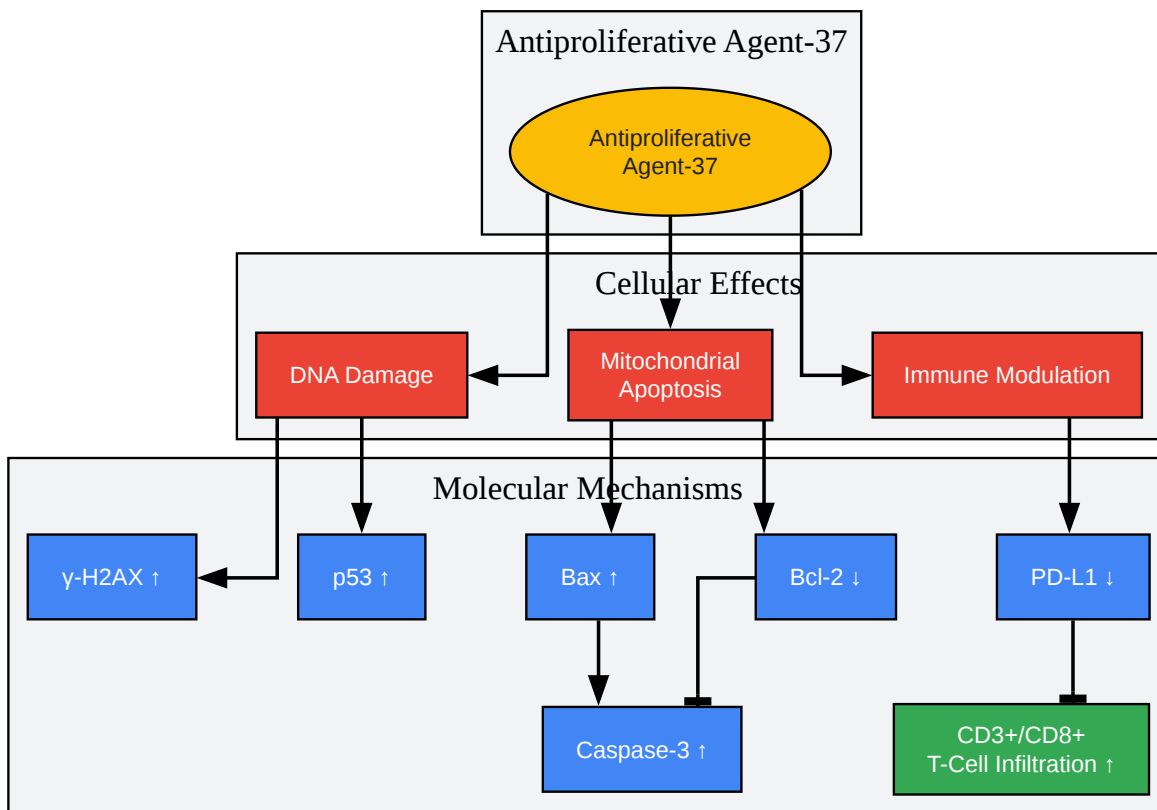 Antiproliferative Agent-37
Antiproliferative
Agent-37
Cellular Effects
DNA Damage
Mitochondrial
Apoptosis
Immune Modulation
Molecular Mechanisms
γ-H2AX ↑
p53 ↑
Bax ↑
Bcl-2 ↓
PD-L1 ↓
Caspase-3 ↑
CD3+/CD8+
T-Cell Infiltration ↑